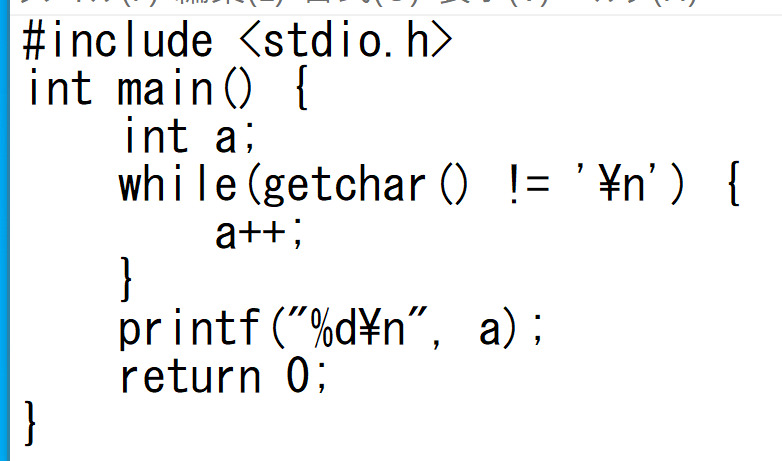 #include <stdio.h>
int main() {
    int a;
    while(getchar() != '¥n') {
        a++;
    }
    printf("%d¥n", a);
    return 0;
}